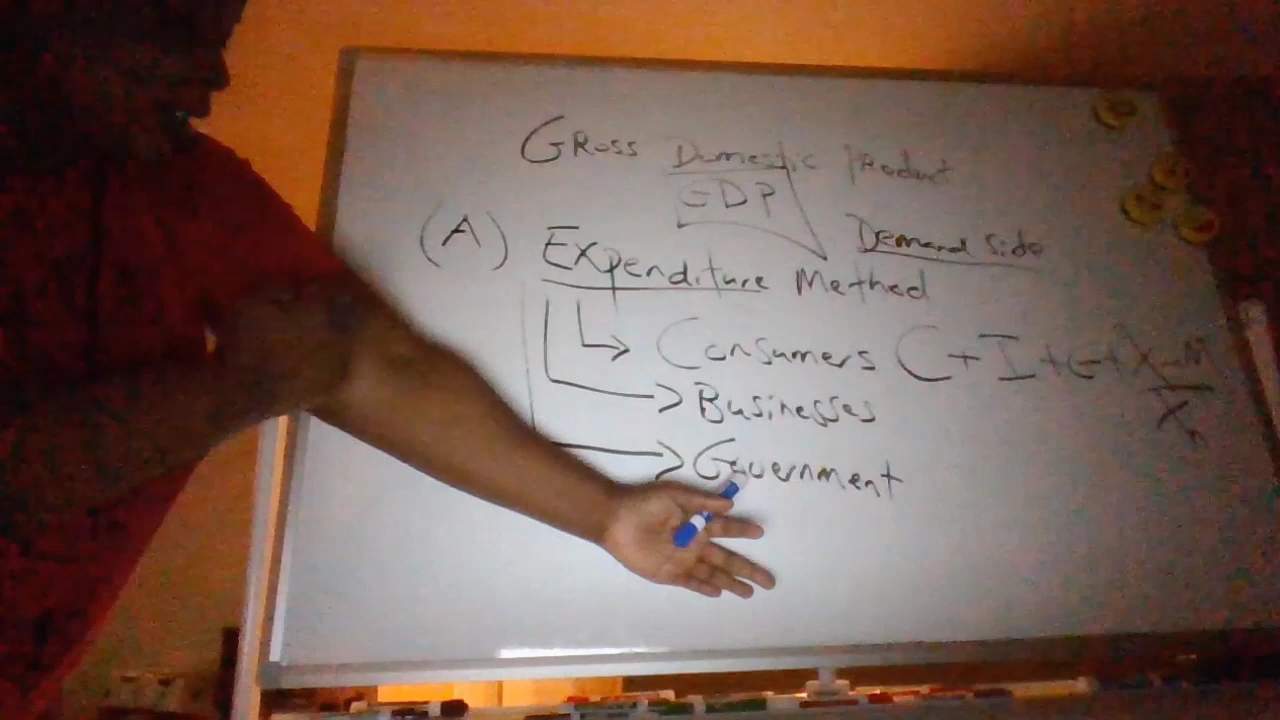 Gross Domestic Product
GDP
Demand side
(A) Expenditure Method
Consumers C+I+G+X-M
Businesses X
Government